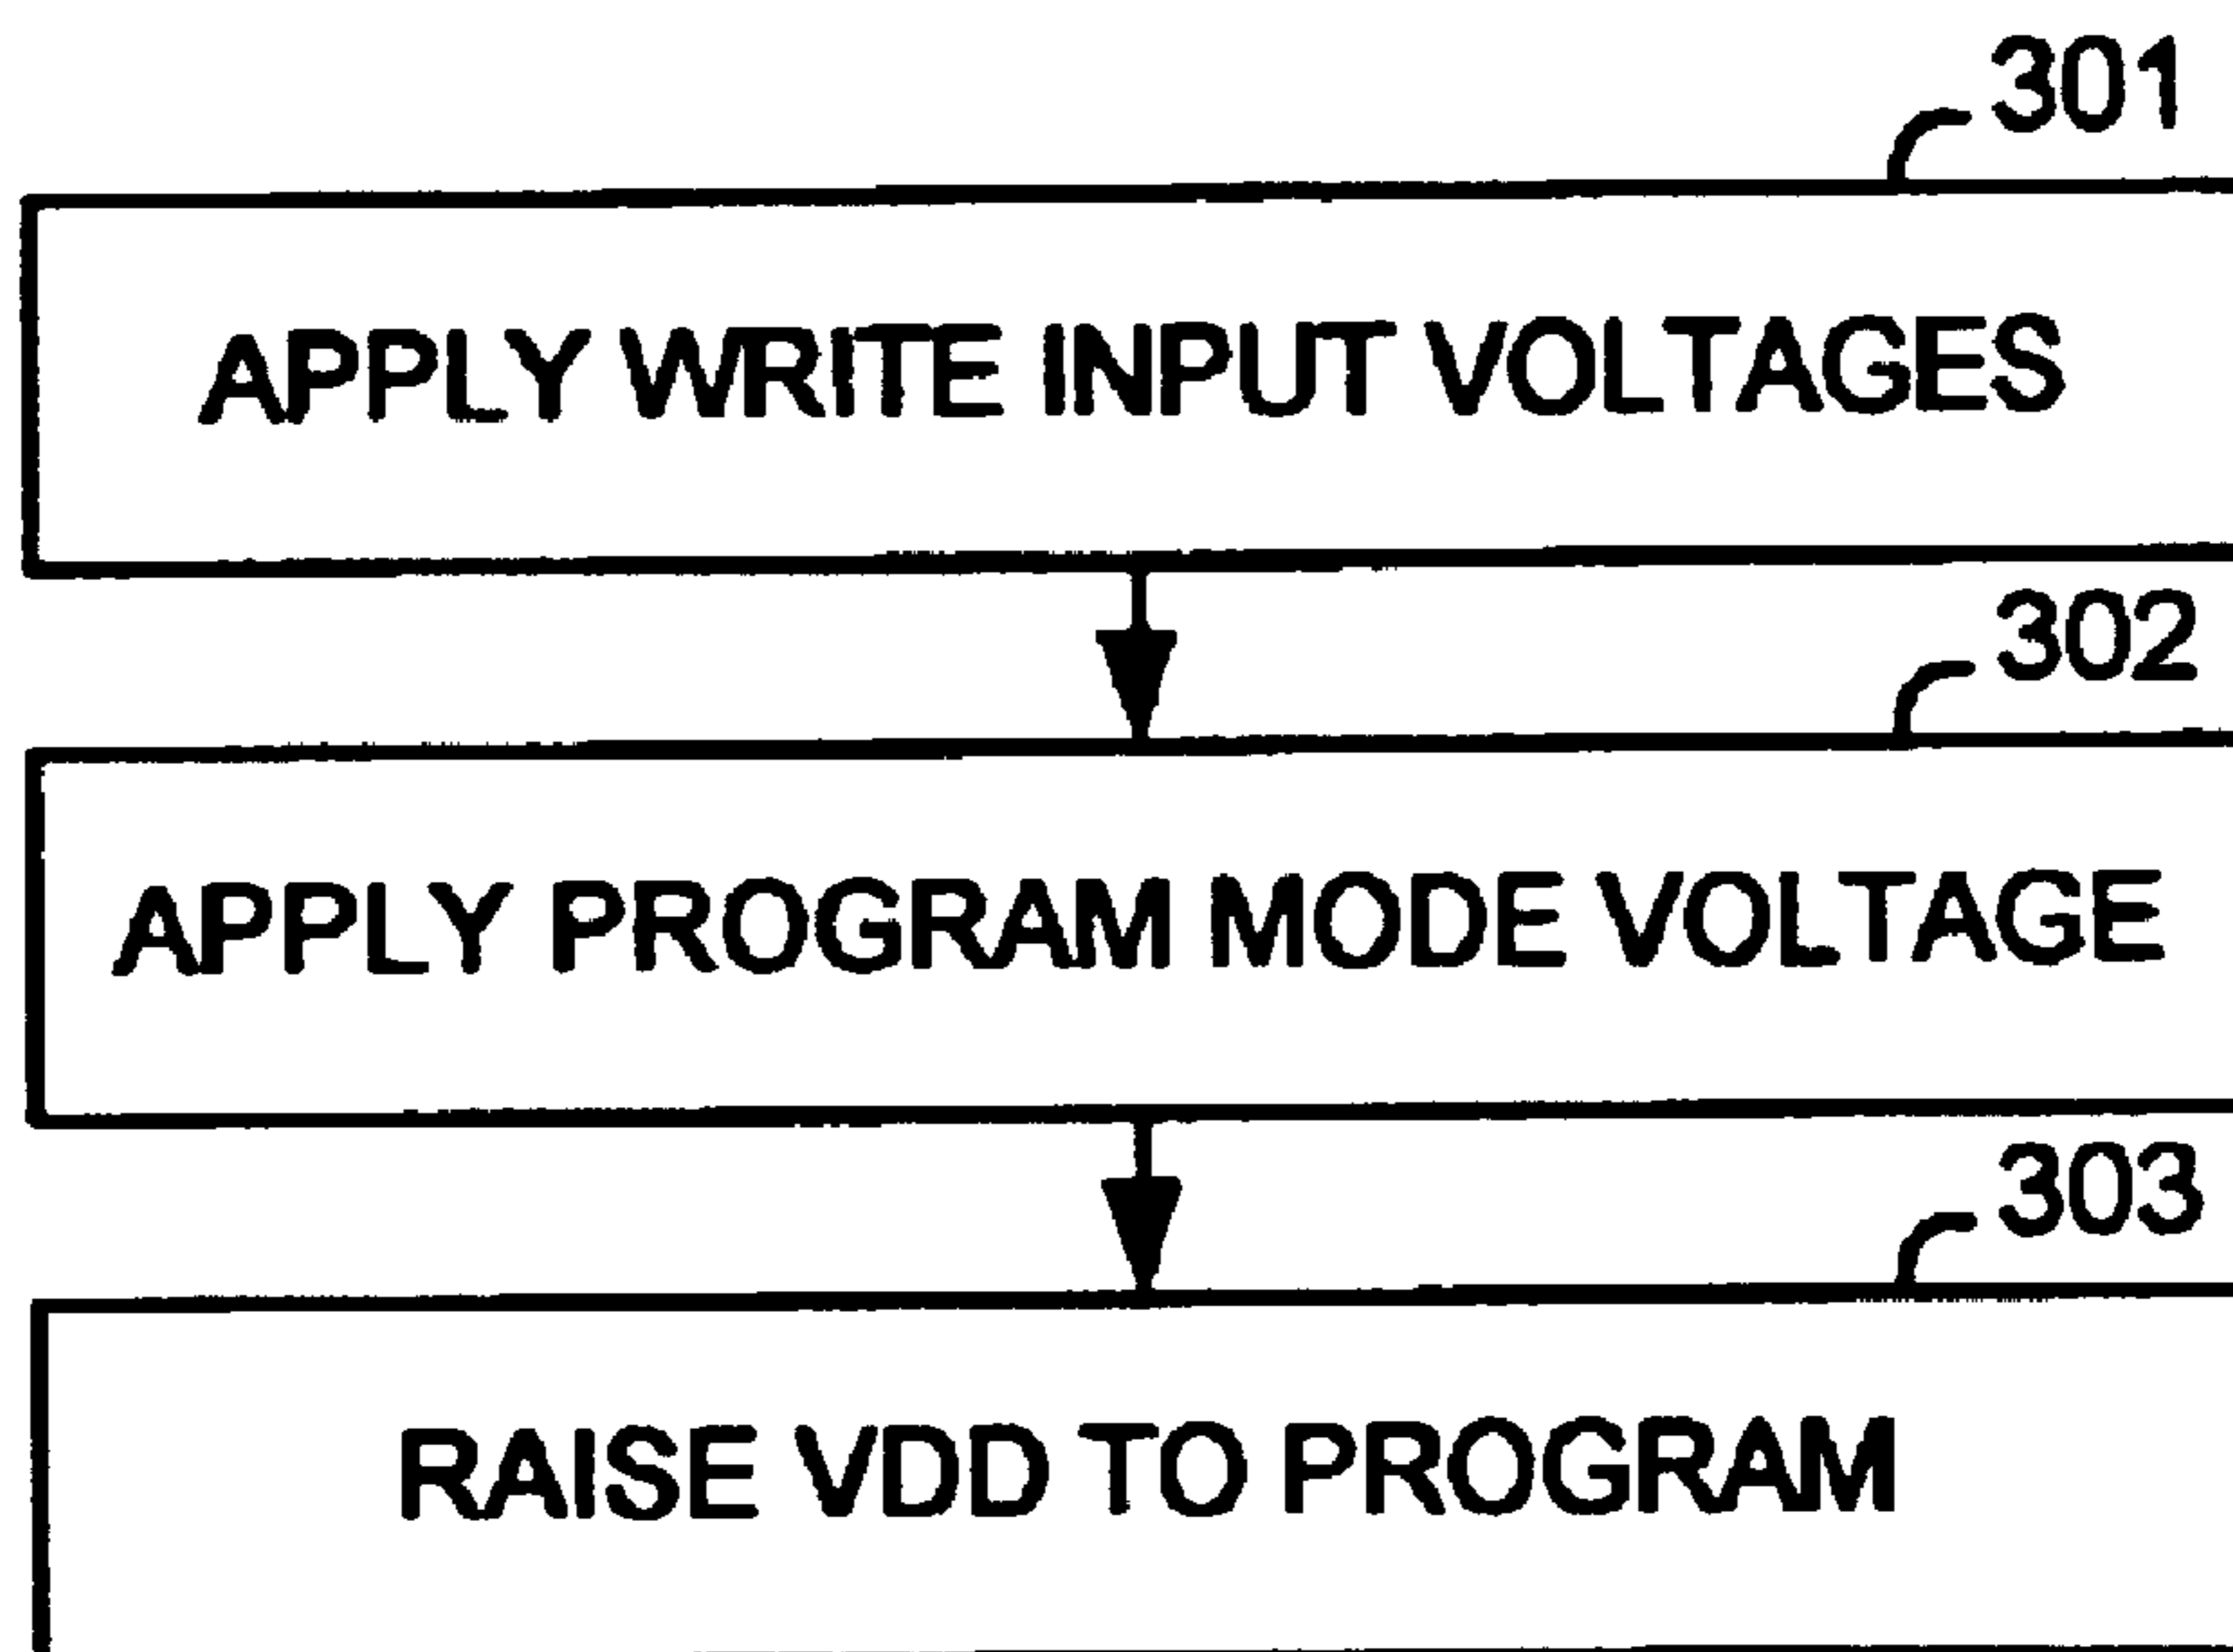 301
APPLY WRITE INPUT VOLTAGES
302
APPLY PROGRAM MODE VOLTAGE
303
RAISE VDD TO PROGRAM